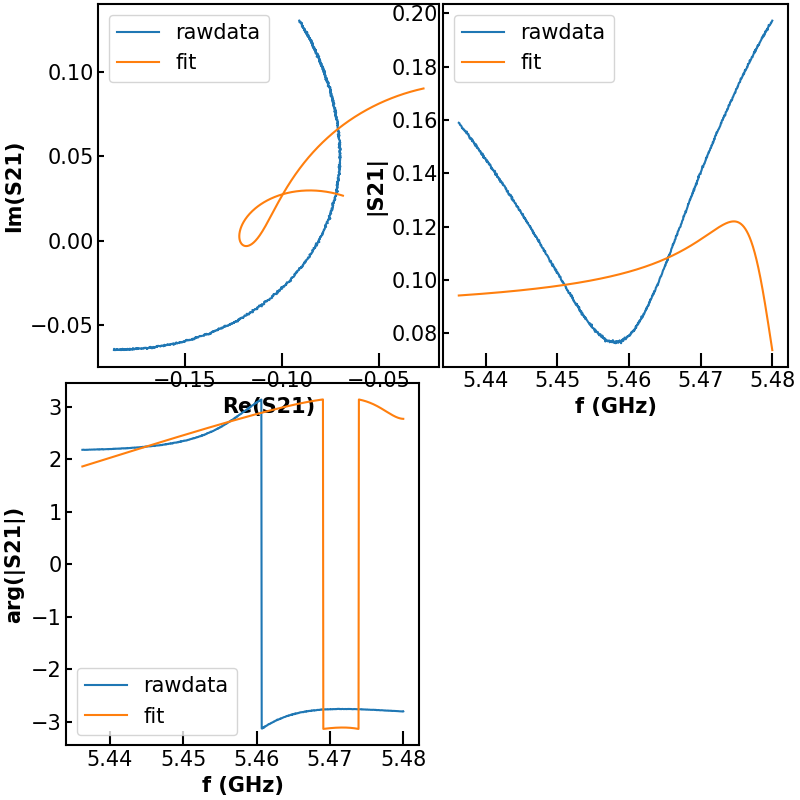 rawdata
fit
Im(S21)
0.10
0.05
0.00
−0.05
−0.15
−0.10
−0.05
Re(S21)
rawdata
fit
|S21|
0.20
0.18
0.16
0.14
0.12
0.10
0.08
5.44
5.45
5.46
5.47
5.48
f (GHz)
arg(|S21|)
3
2
1
0
−1
−2
−3
rawdata
fit
5.44
5.45
5.46
5.47
5.48
f (GHz)